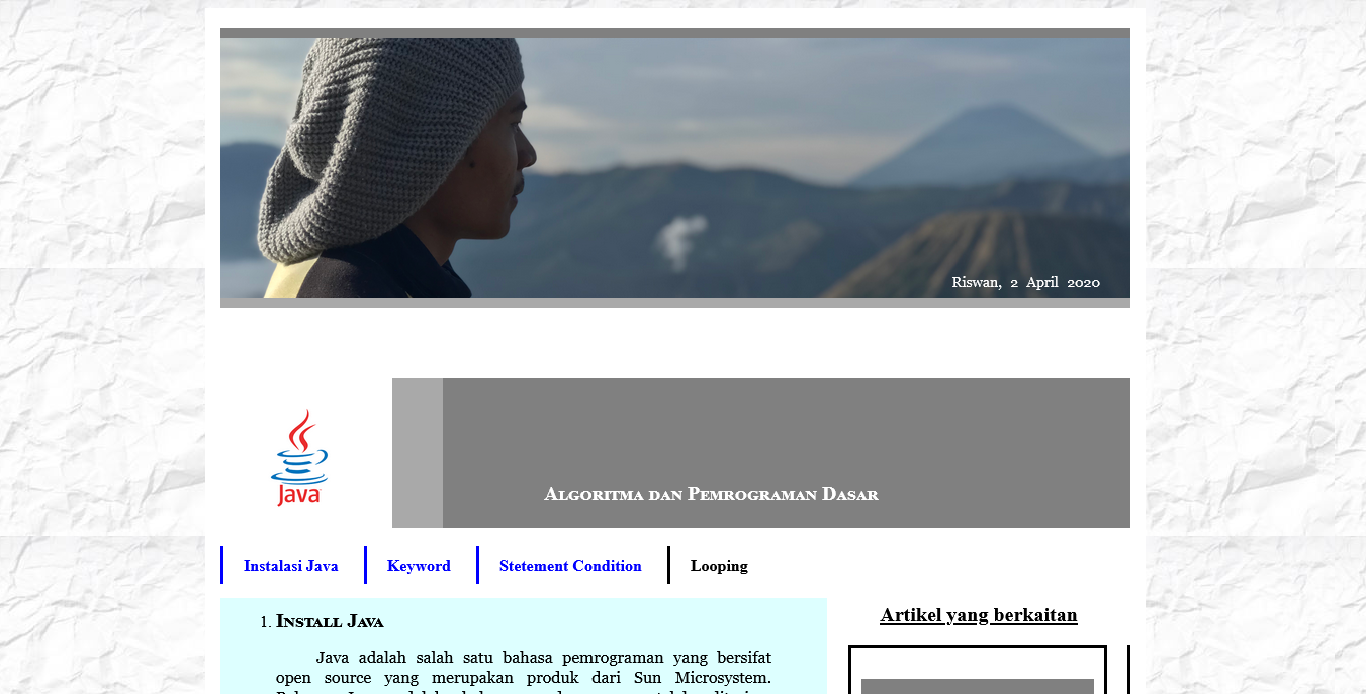 Riswan, 2 April 2020
Java
Algoritma dan Pemrograman Dasar
Instalasi Java
Keyword
Stetement Condition
Looping
1. Install Java
Java adalah salah satu bahasa pemrograman yang bersifat
open source yang merupakan produk dari Sun Microsystem.
Artikel yang berkaitan